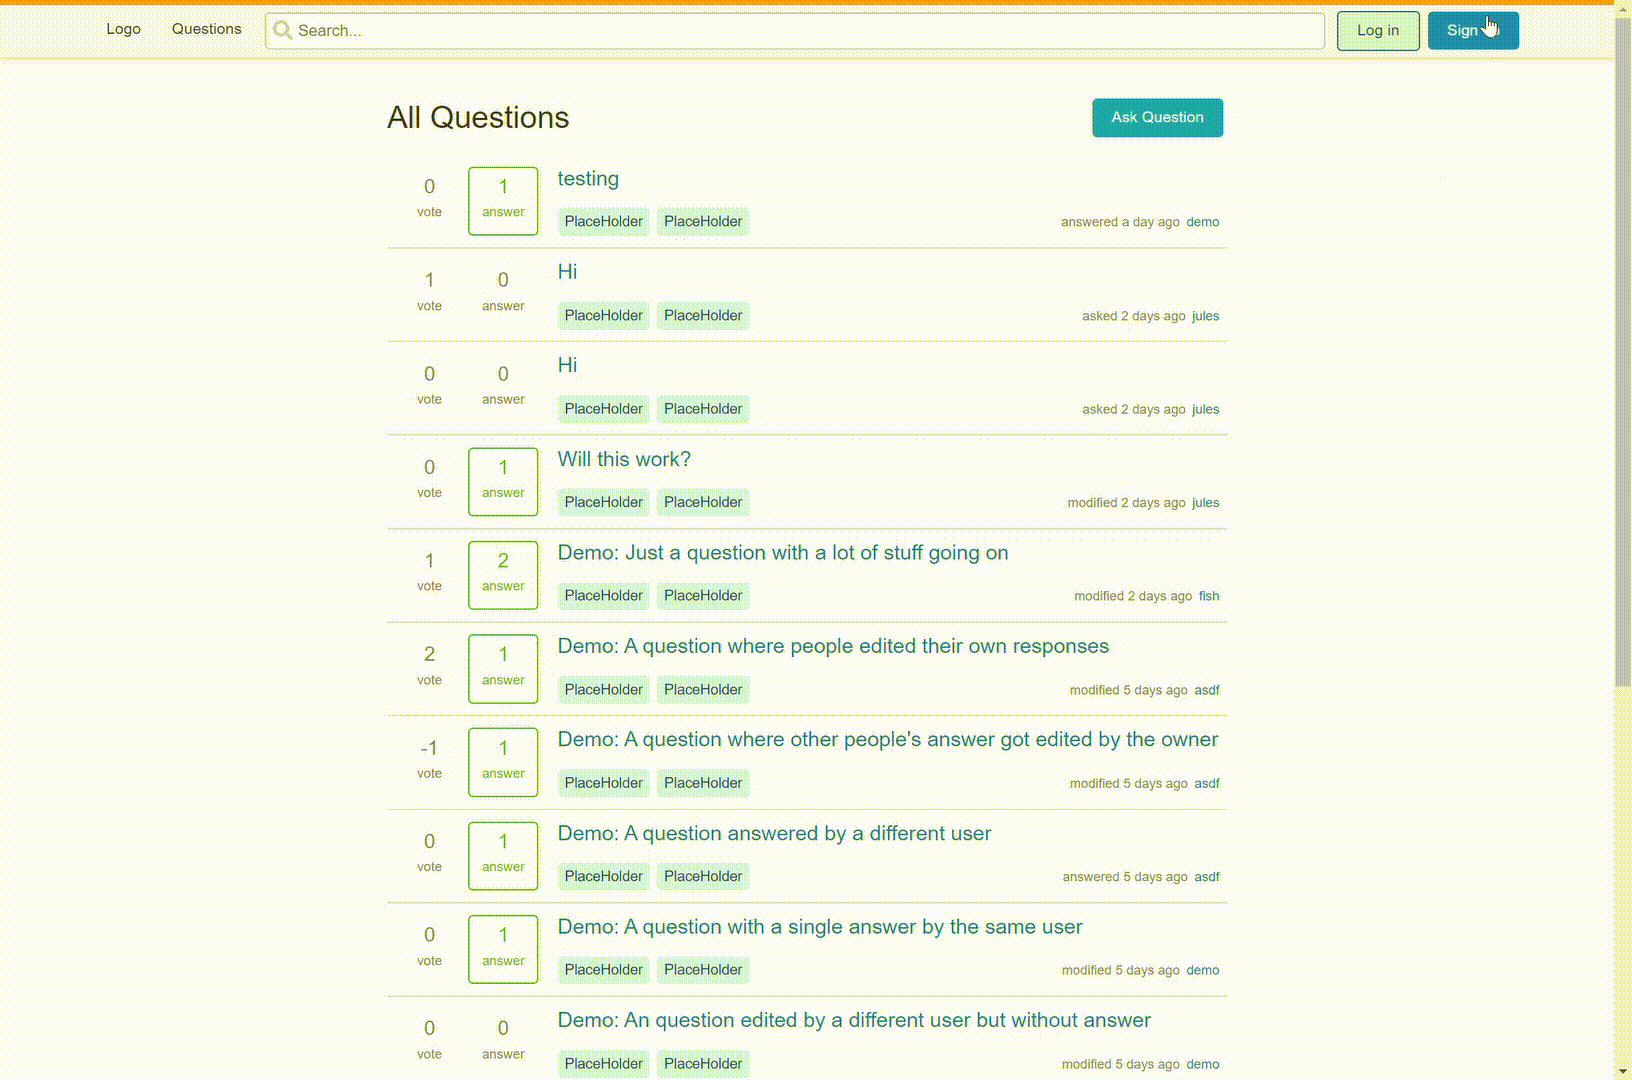 Logo Questions Search... Log in Sign
All Questions Ask Question
0 1 testing
vote answer PlaceHolder PlaceHolder answered a day ago demo
1 0 Hi
vote answer PlaceHolder PlaceHolder asked 2 days ago jules
0 0 Hi
vote answer PlaceHolder PlaceHolder asked 2 days ago jules
0 1 Will this work?
vote answer PlaceHolder PlaceHolder modified 2 days ago jules
1 2 Demo: Just a question with a lot of stuff going on
vote answer PlaceHolder PlaceHolder modified 2 days ago fish
2 1 Demo: A question where people edited their own responses
vote answer PlaceHolder PlaceHolder modified 5 days ago asdf
-1 1 Demo: A question where other people's answer got edited by the owner
vote answer PlaceHolder PlaceHolder modified 5 days ago asdf
0 1 Demo: A question answered by a different user
vote answer PlaceHolder PlaceHolder answered 5 days ago asdf
0 1 Demo: A question with a single answer by the same user
vote answer PlaceHolder PlaceHolder modified 5 days ago demo
0 0 Demo: An question edited by a different user but without answer
vote answer PlaceHolder PlaceHolder modified 5 days ago demo